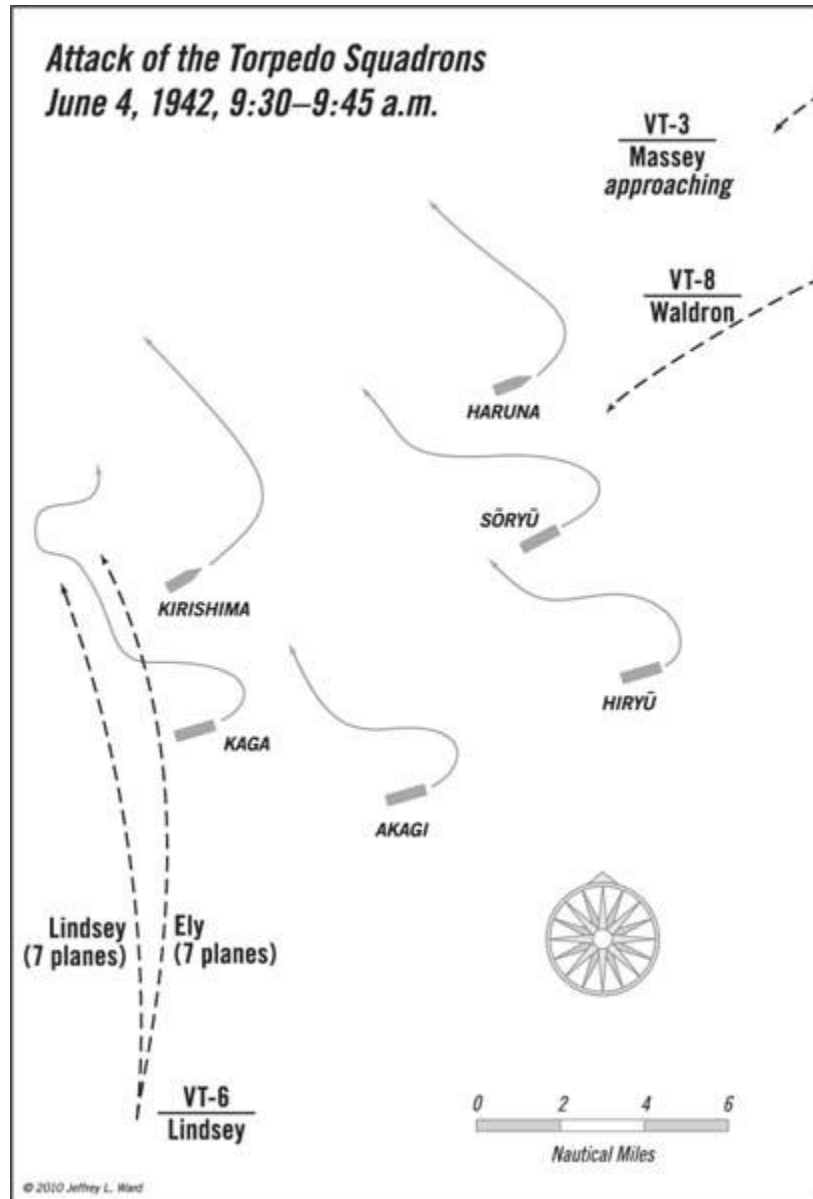 Attack of the Torpedo Squadrons
June 4, 1942, 9:30–9:45 a.m.
VT-3
Massey
approaching
VT-8
Waldron
HARUNA
SŌRYŪ
KIRISHIMA
HIRYŪ
KAGA
AKAGI
Lindsey
(7 planes)
Ely
(7 planes)
VT-6
Lindsey
0 2 4 6
Nautical Miles
© 2010 Jeffrey L. Ward